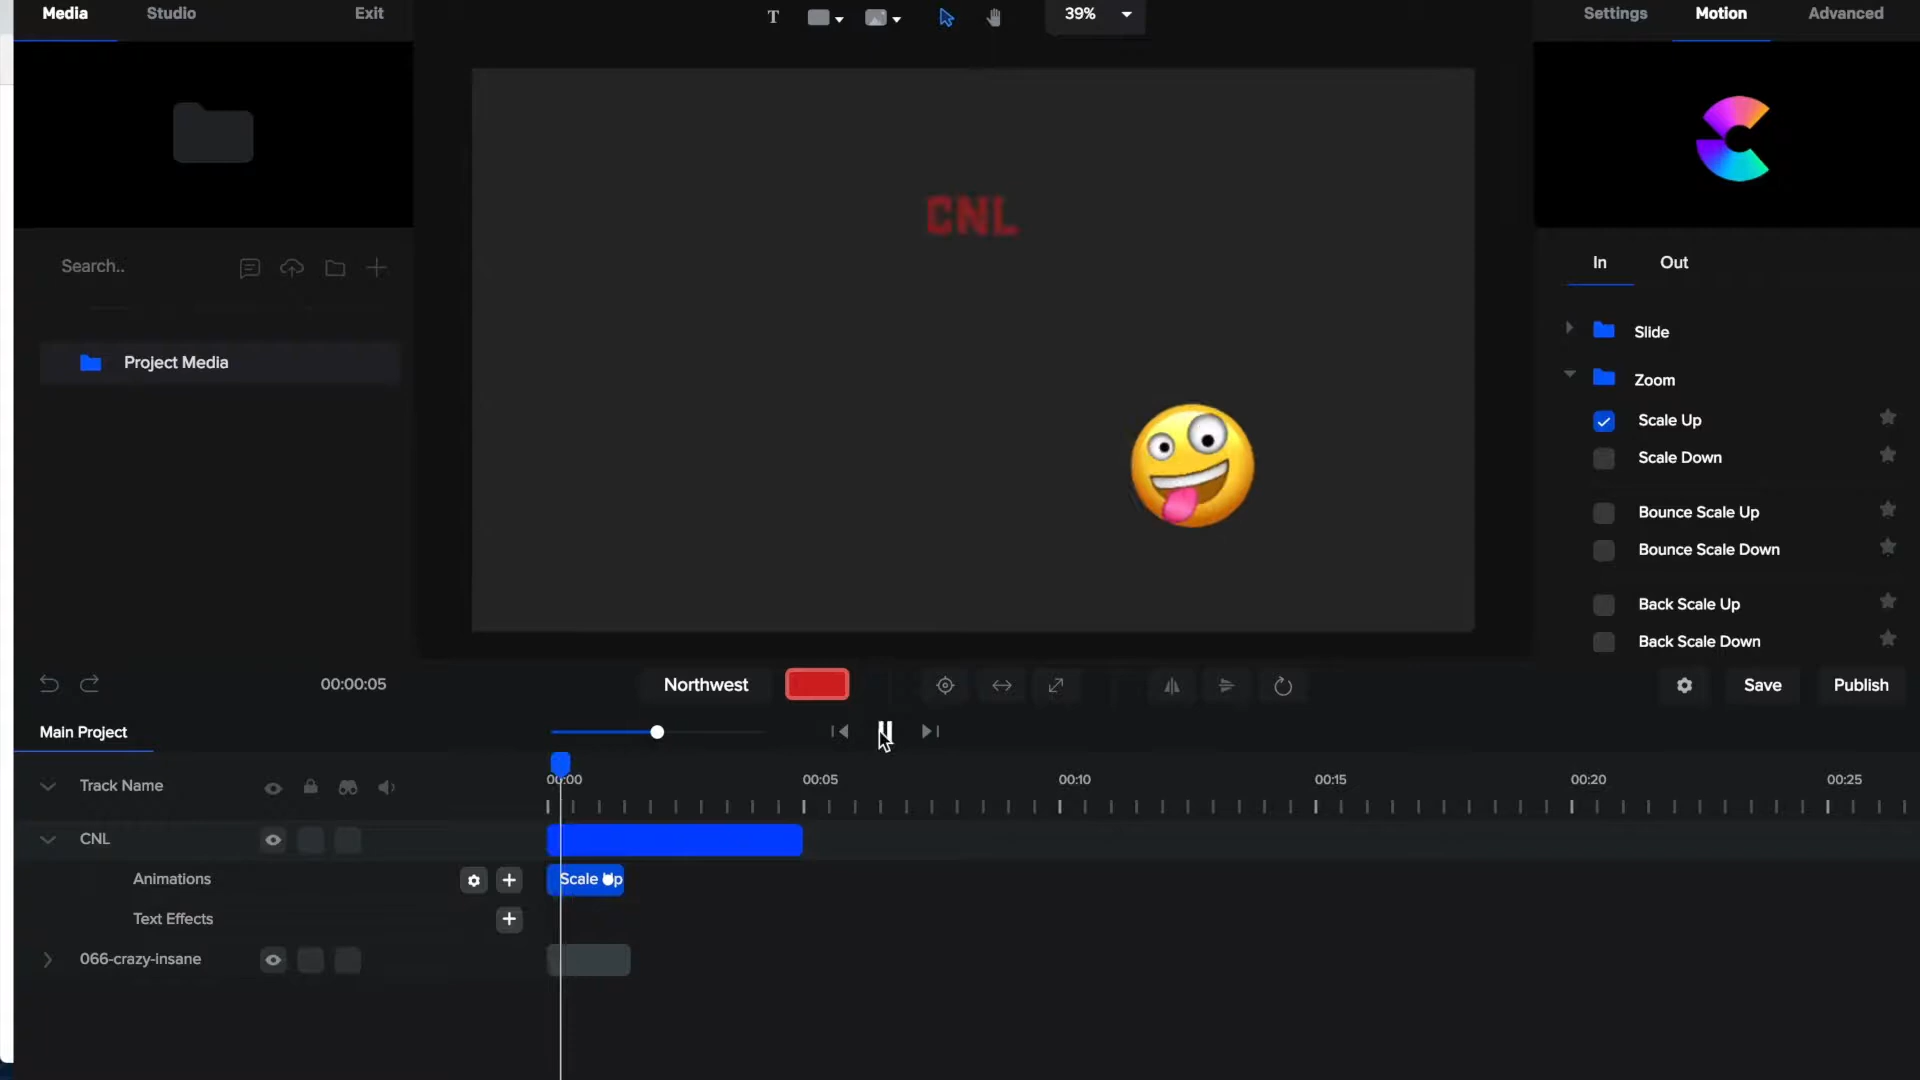 Media
Studio
Exit
T
39%
Settings
Motion
Advanced
CNL
Search..
In
Out
Slide
Project Media
Zoom
Scale Up
Scale Down
Bounce Scale Up
Bounce Scale Down
Back Scale Up
Back Scale Down
00:00:05
Northwest
Save
Publish
Main Project
Track Name
00:00
00:05
00:10
00:15
00:20
00:25
CNL
Animations
Scale Up
Text Effects
066-crazy-insane